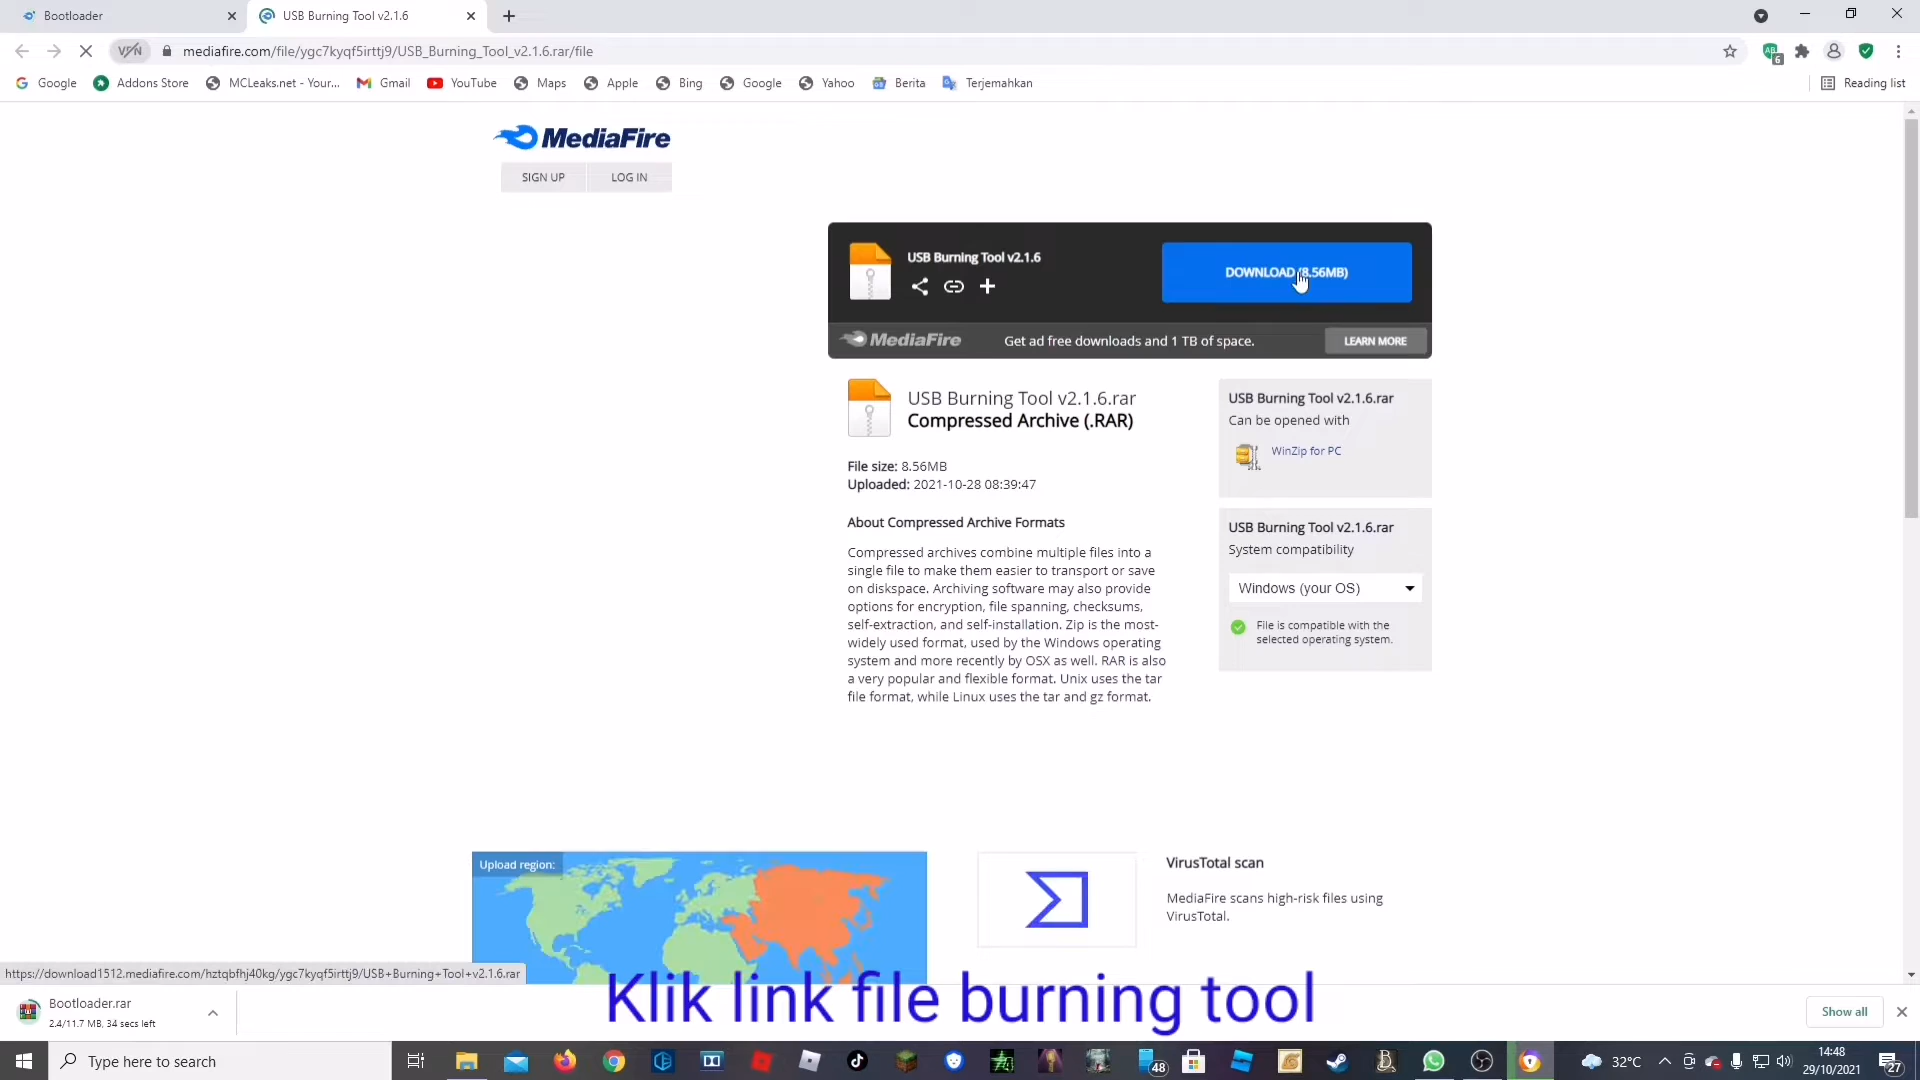 Bootloader
USB Burning Tool v2.1.6
VPN
mediafire.com/file/ygc7kyqf5irttj9/USB_Burning_Tool_v2.1.6.rar/file
6
Google
Addons Store
MCLeaks.net - Your...
Gmail
YouTube
Maps
Apple
Bing
Google
Yahoo
Berita
Terjemahkan
Reading list
MediaFire
SIGN UP
LOG IN
USB Burning Tool v2.1.6
DOWNLOAD (8.56MB)
MediaFire
Get ad free downloads and 1 TB of space.
LEARN MORE
USB Burning Tool v2.1.6.rar
Compressed Archive (.RAR)
File size: 8.56MB
Uploaded: 2021-10-28 08:39:47
About Compressed Archive Formats
Compressed archives combine multiple files into a
single file to make them easier to transport or save
on diskspace. Archiving software may also provide
options for encryption, file spanning, checksums,
self-extraction, and self-installation. Zip is the most-
widely used format, used by the Windows operating
system and more recently by OSX as well. RAR is also
a very popular and flexible format. Unix uses the tar
file format, while Linux uses the tar and gz format.
USB Burning Tool v2.1.6.rar
Can be opened with
WinZip for PC
USB Burning Tool v2.1.6.rar
System compatibility
Windows (your OS)
File is compatible with the
selected operating system.
Upload region:
VirusTotal scan
MediaFire scans high-risk files using
VirusTotal.
https://download1512.mediafire.com/hztqbfhj40kg/ygc7kyqf5irttj9/USB+Burning+Tool+v2.1.6.rar
Klik link file burning tool
Bootloader.rar
2.4/11.7 MB, 34 secs left
Show all
Type here to search
48
32°C
14:48
29/10/2021
27